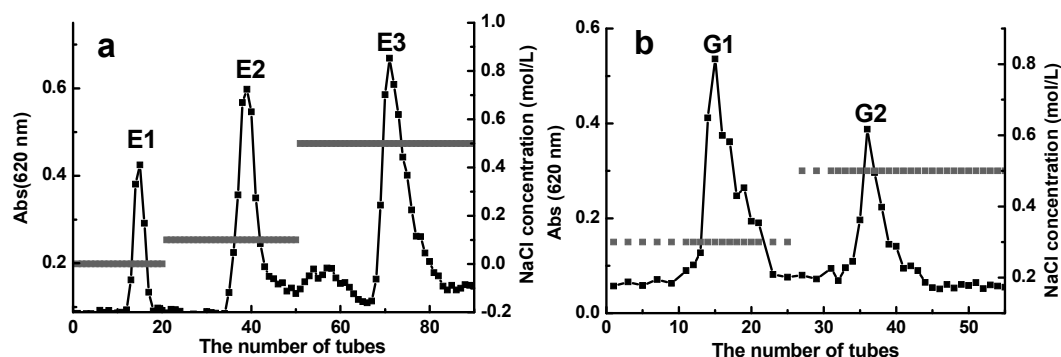 a
E1
E2
E3
Abs(620 nm)
0.6
0.4
0.2
1.0
0.8
0.6
0.4
0.2
0.0
-0.2
NaCl concentration (mol/L)
0 20 40 60 80
The number of tubes
b
G1
G2
Abs (620 nm)
0.6
0.4
0.2
0.0
0.8
0.6
0.4
0.2
NaCl concentration (mol/L)
0 10 20 30 40 50
The number of tubes